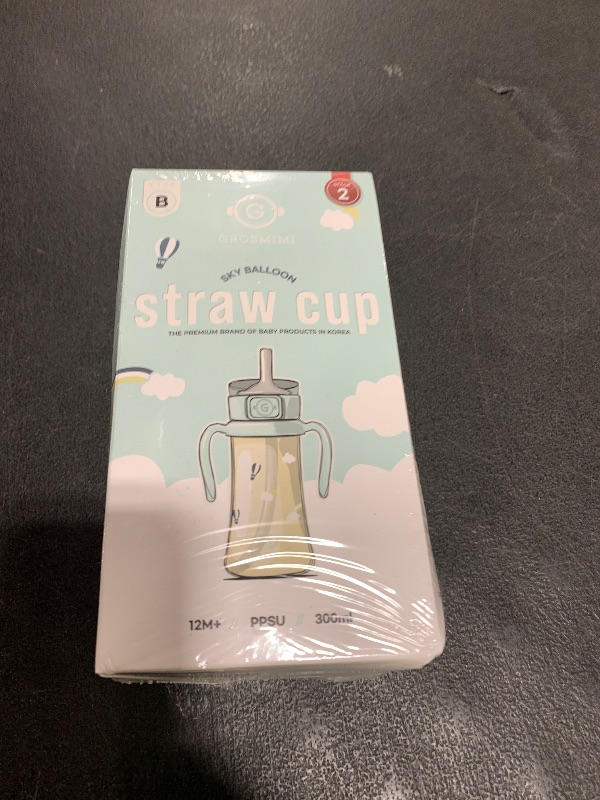 B
2
G
GROSMIMI
SKY BALLOON
straw cup
THE PREMIUM BRAND OF BABY PRODUCTS IN KOREA
G
12M+ // PPSU // 300ml